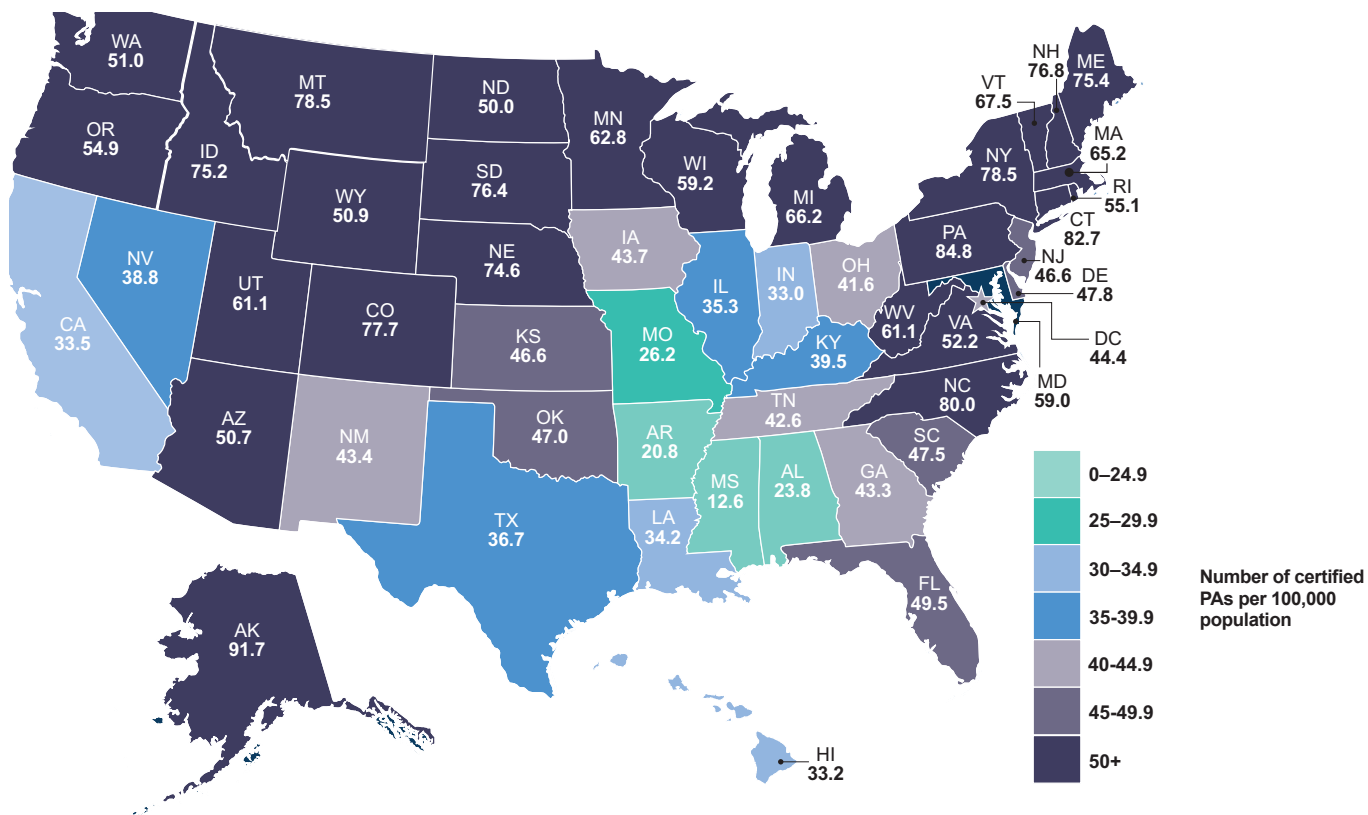 WA
51.0
OR
54.9
ID
75.2
MT
78.5
ND
50.0
SD
76.4
WY
50.9
NE
74.6
MN
62.8
WI
59.2
MI
66.2
IA
43.7
NV
38.8
CA
33.5
UT
61.1
CO
77.7
KS
46.6
MO
26.2
IL
35.3
IN
33.0
OH
41.6
KY
39.5
WV
61.1
VA
52.2
PA
84.8
NY
78.5
VT
67.5
NH
76.8
ME
75.4
MA
65.2
RI
55.1
CT
82.7
NJ
46.6
DE
47.8
DC
44.4
MD
59.0
AZ
50.7
NM
43.4
OK
47.0
TX
36.7
AR
20.8
LA
34.2
MS
12.6
AL
23.8
TN
42.6
NC
80.0
SC
47.5
GA
43.3
FL
49.5
AK
91.7
HI
33.2
0–24.9
25–29.9
30–34.9
35-39.9
40-44.9
45-49.9
50+
Number of certified
PAs per 100,000
population